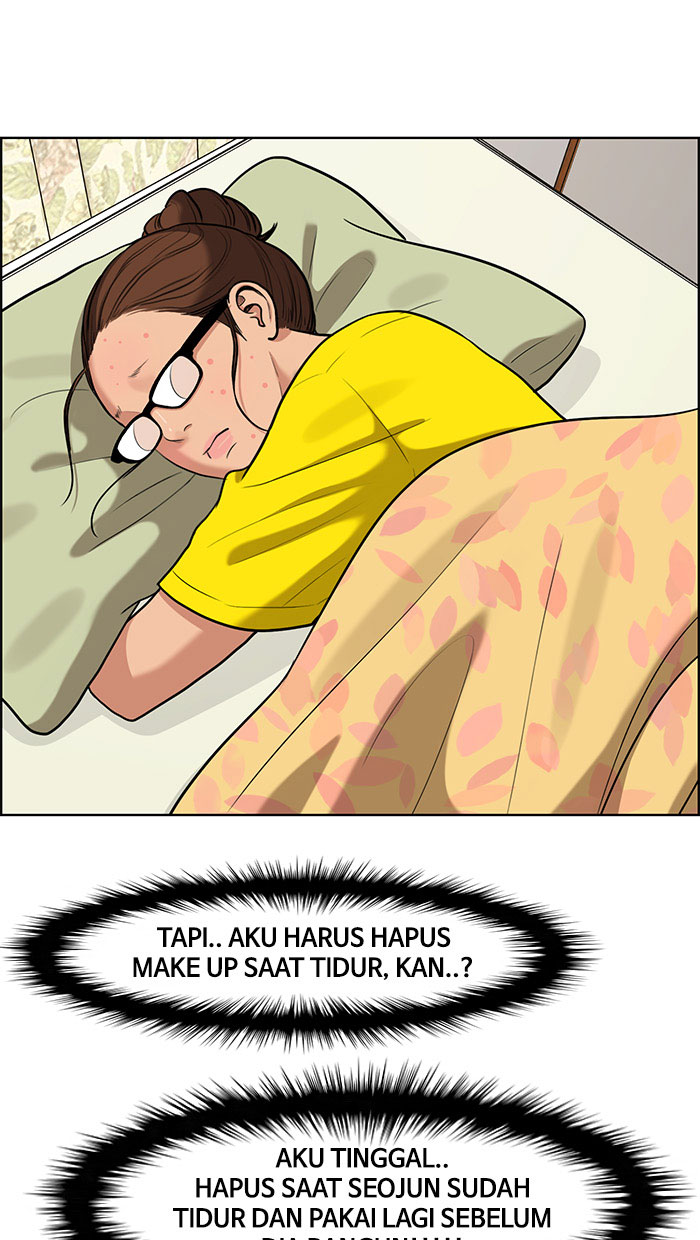 TAPI.. AKU HARUS HAPUS
MAKE UP SAAT TIDUR, KAN..?
AKU TINGGAL..
HAPUS SAAT SEOJUN SUDAH
TIDUR DAN PAKAI LAGI SEBELUM